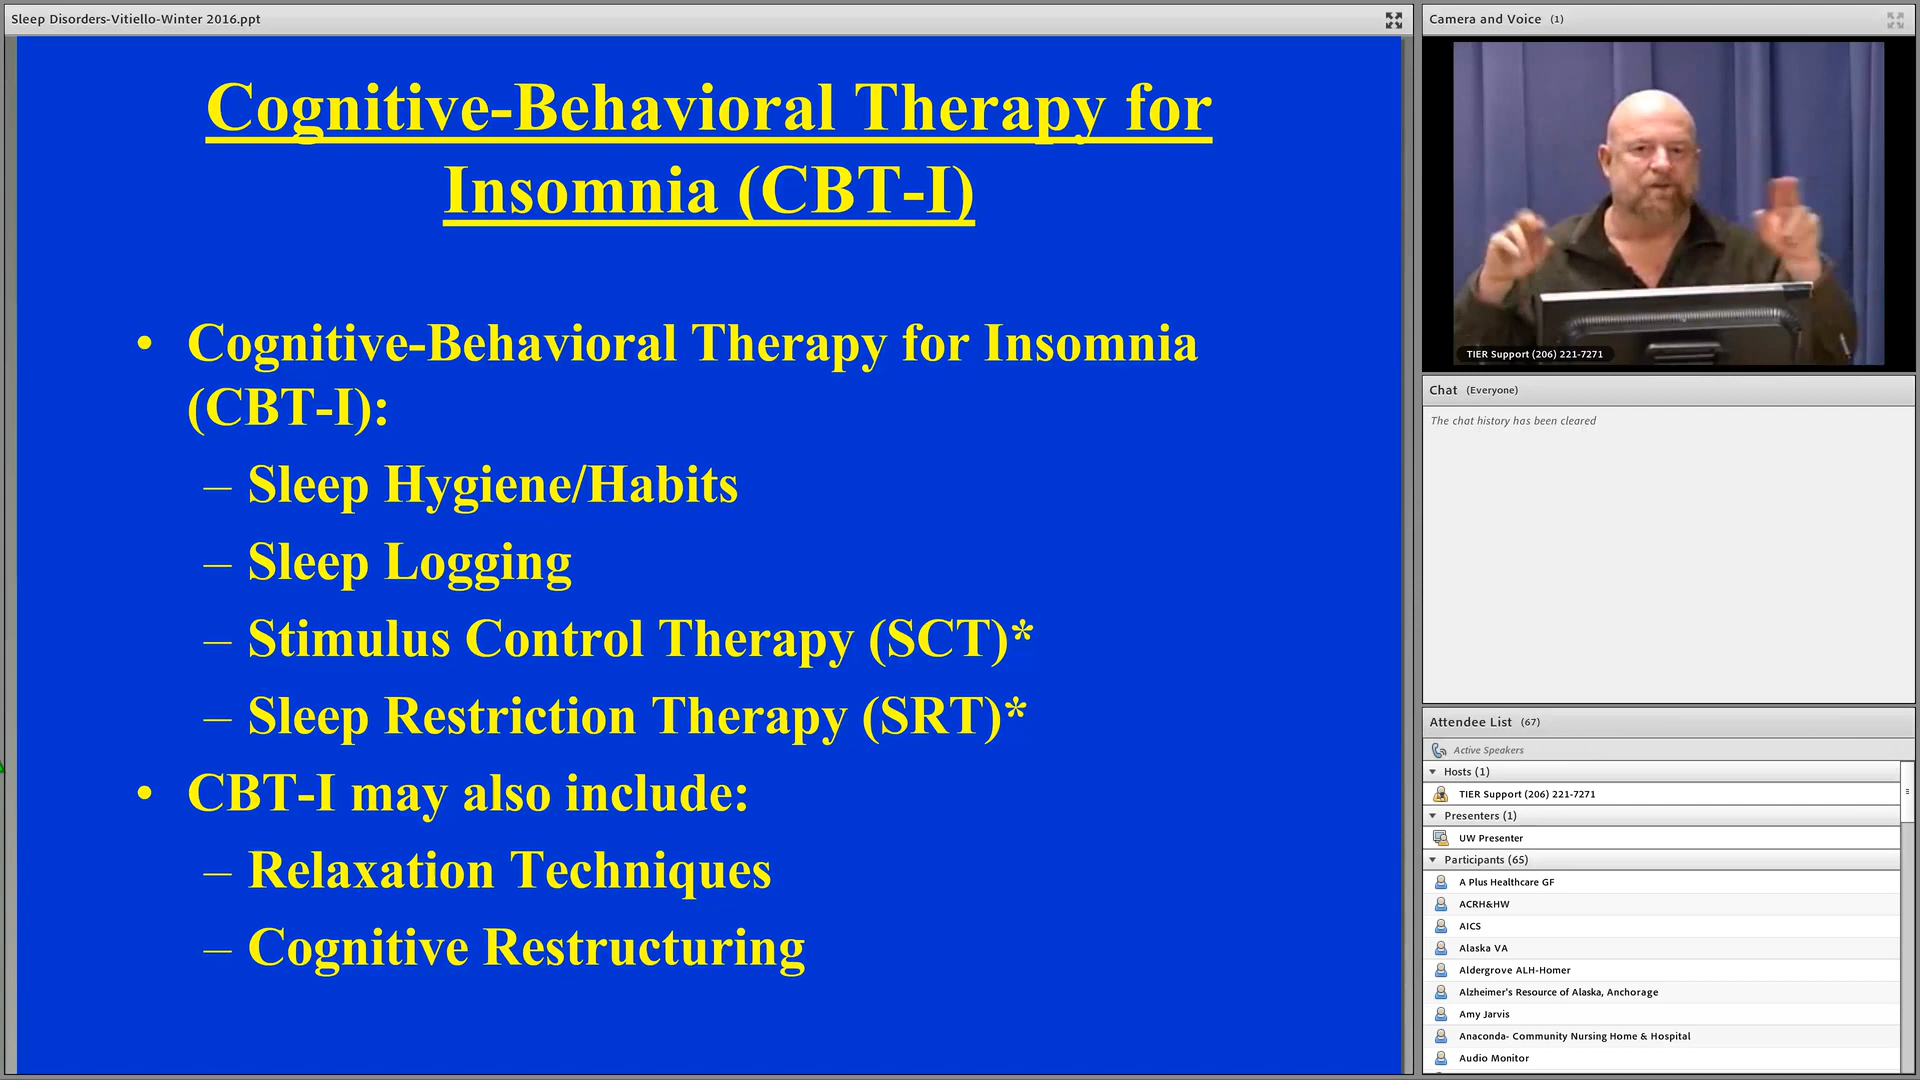 Sleep Disorders-Vitiello-Winter 2016.ppt
Cognitive-Behavioral Therapy for
Insomnia (CBT-I)
• Cognitive-Behavioral Therapy for Insomnia
(CBT-I):
– Sleep Hygiene/Habits
– Sleep Logging
– Stimulus Control Therapy (SCT)*
– Sleep Restriction Therapy (SRT)*
• CBT-I may also include:
– Relaxation Techniques
– Cognitive Restructuring
Camera and Voice (1)
TIER Support (206) 221-7271
Chat (Everyone)
The chat history has been cleared
Attendee List (67)
Active Speakers
Hosts (1)
TIER Support (206) 221-7271
Presenters (1)
UW Presenter
Participants (65)
A Plus Healthcare GF
ACRH&HW
AICS
Alaska VA
Aldergrove ALH-Homer
Alzheimer's Resource of Alaska, Anchorage
Amy Jarvis
Anaconda- Community Nursing Home & Hospital
Audio Monitor